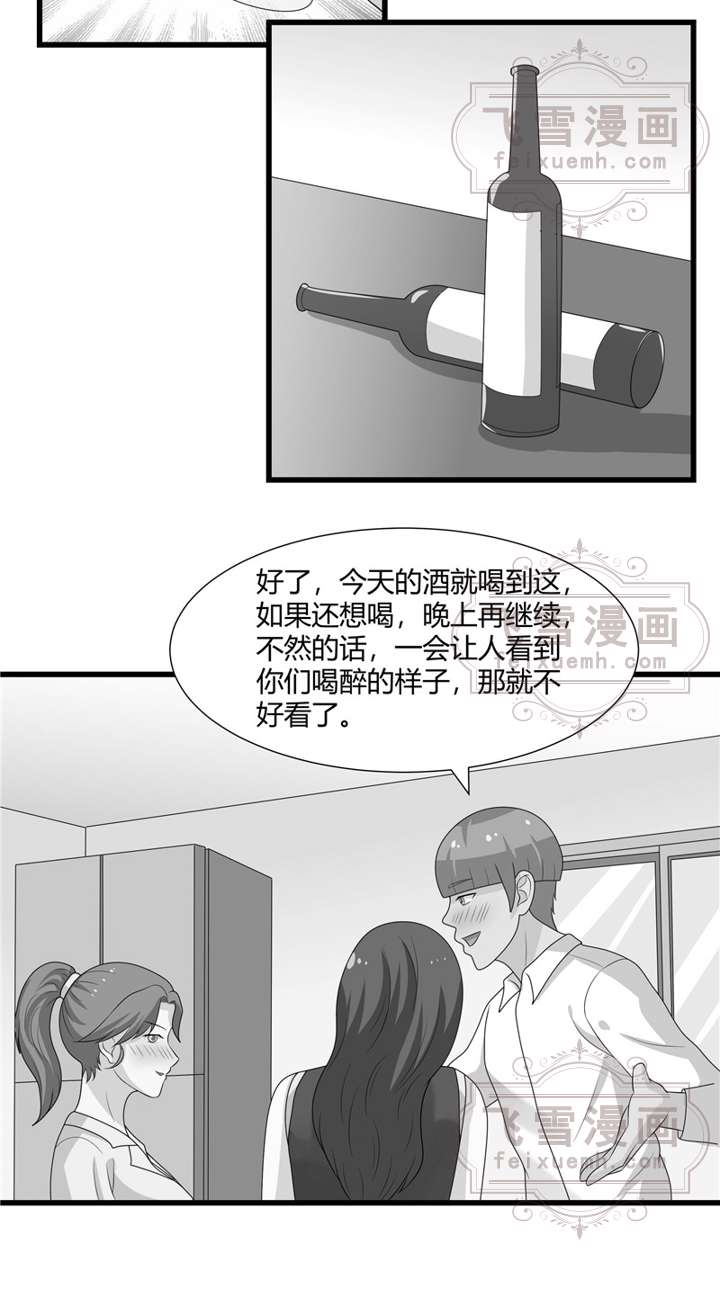 飞雪漫画
feixuemh.com
好了，今天的酒就喝到这，
如果还想喝，晚上再继续，
不然的话，一会让人看到
你们喝醉的样子，那就不
好看了。
飞雪漫画
feixuemh.com
飞雪漫画
feixuemh.com